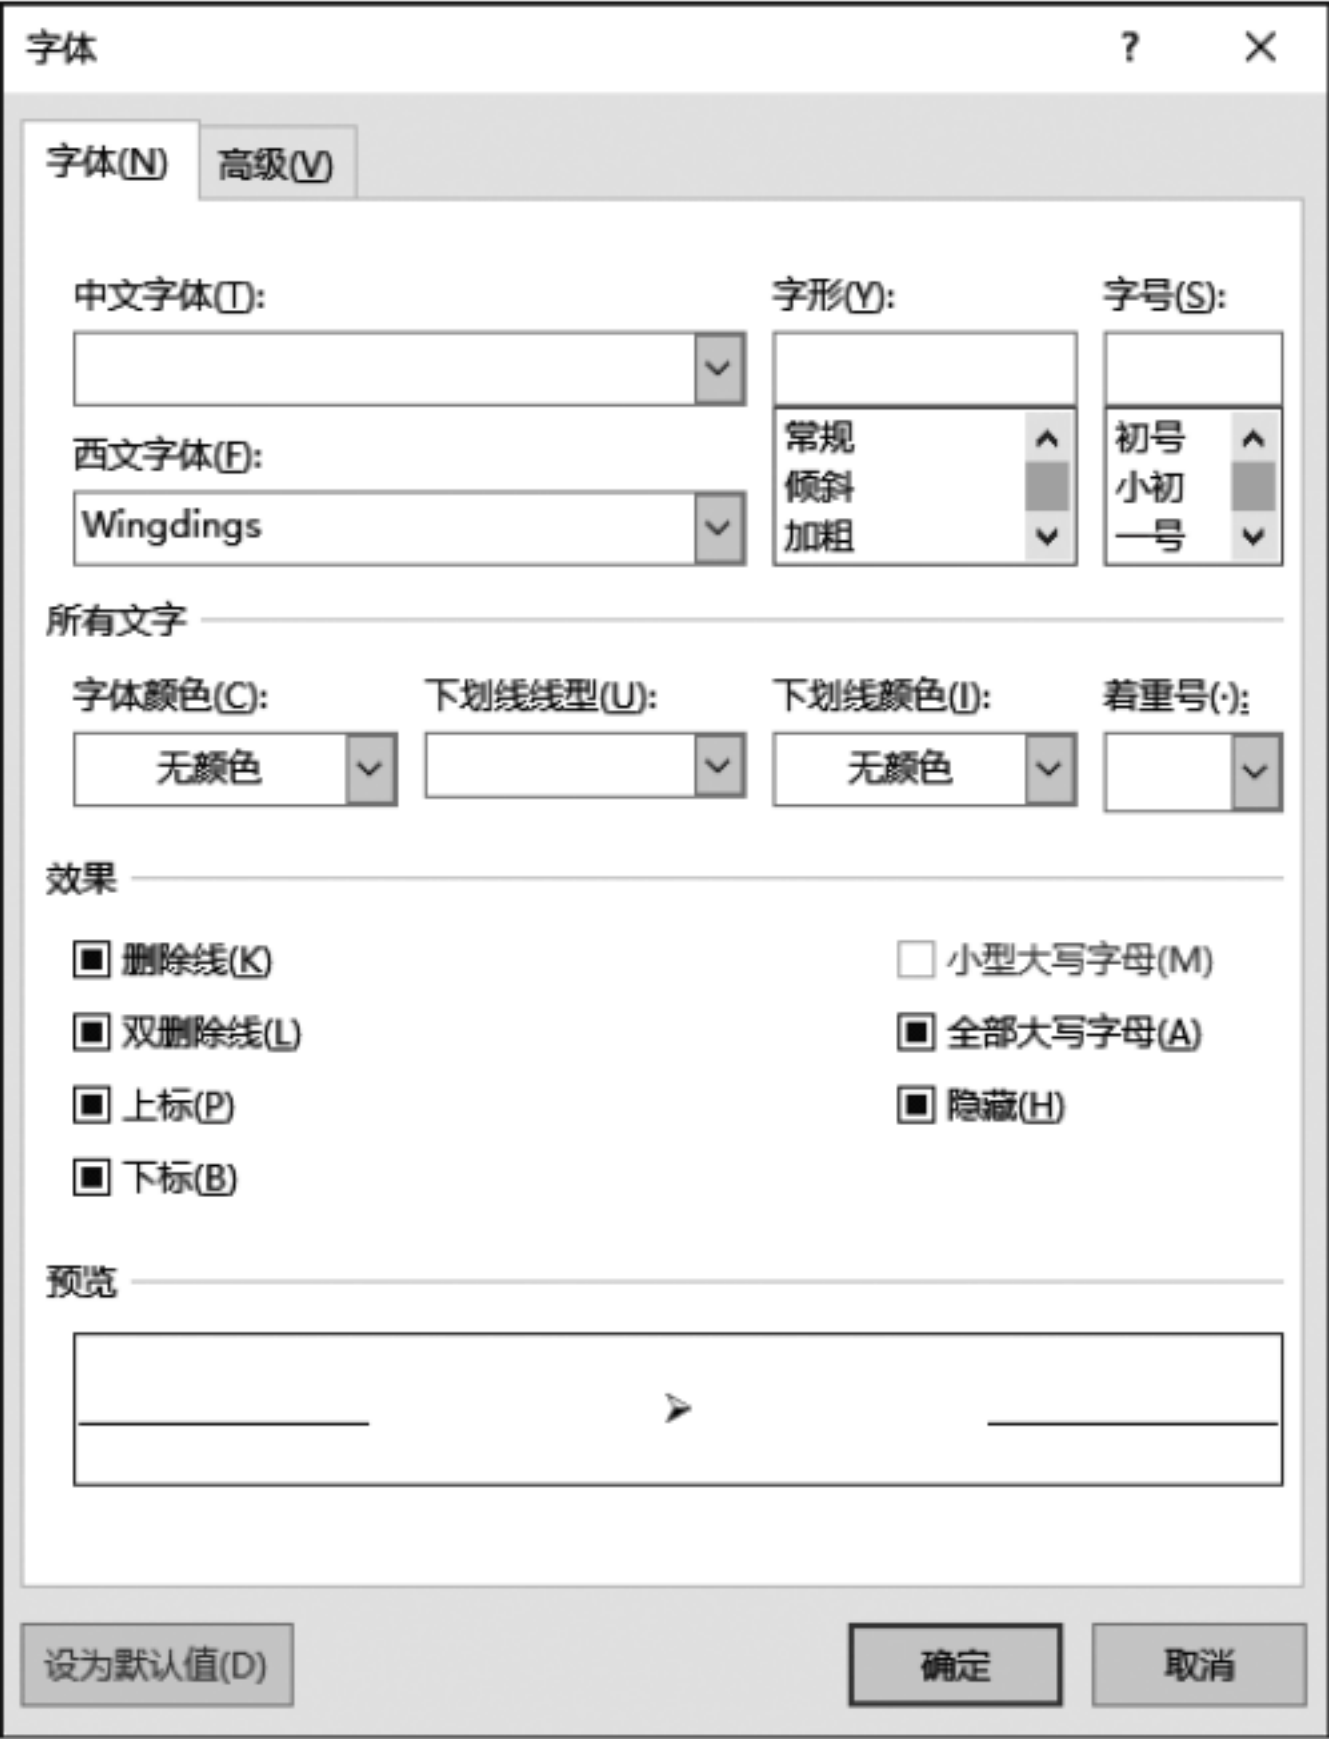 字体 ?
字体(N) 高级(V)
中文字体(T): 字形(Y): 字号(S):
常规 初号
西文字体(F): 倾斜 小初
Wingdings 加粗 一号
所有文字
字体颜色(C): 下划线线型(U): 下划线颜色(I): 着重号(·):
无颜色 无颜色
效果
删除线(K) 小型大写字母(M)
双删除线(L) 全部大写字母(A)
上标(P) 隐藏(H)
下标(B)
预览
设为默认值(D) 确定 取消